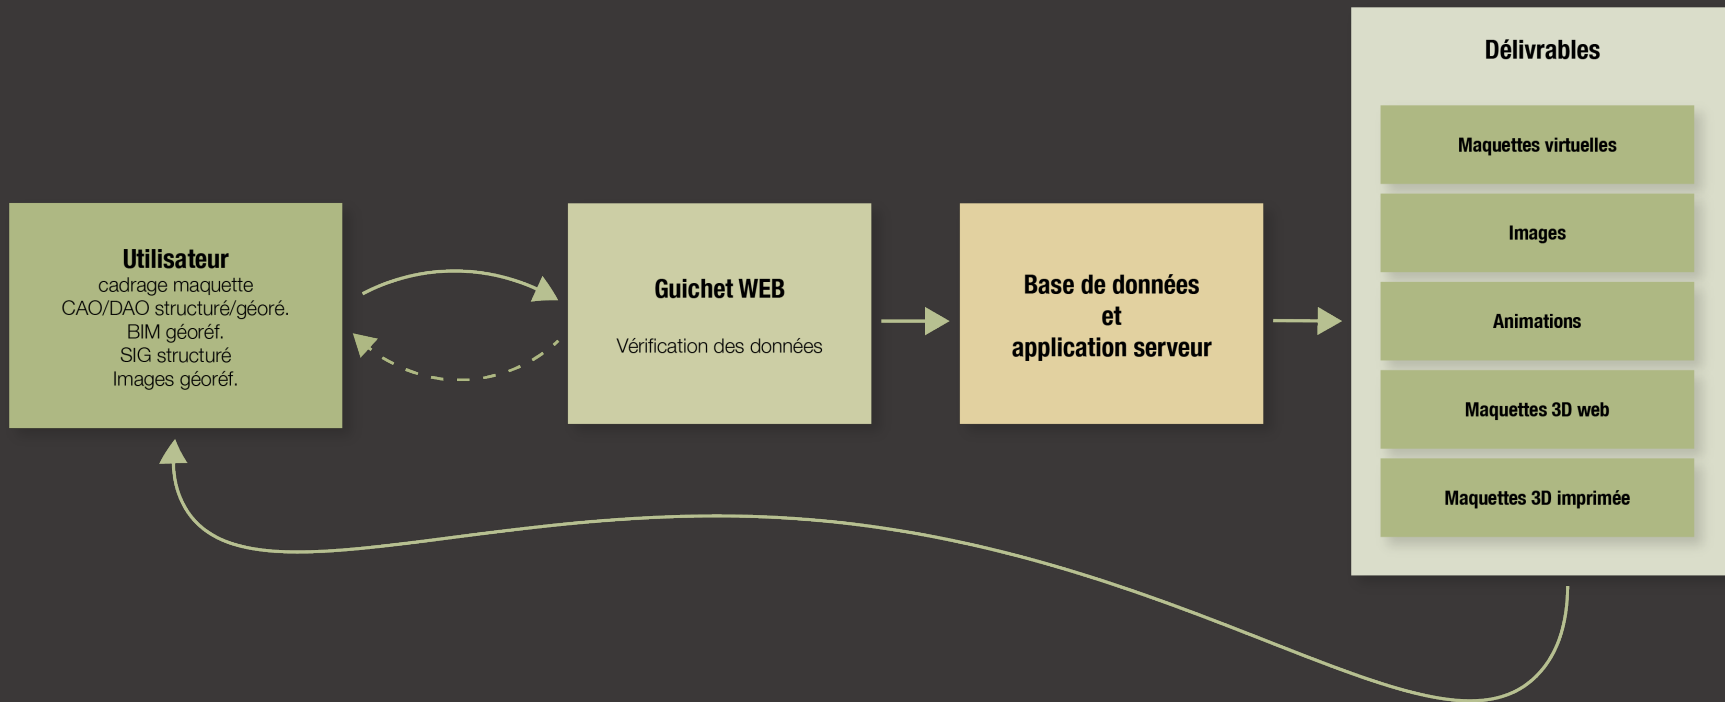 Utilisateur
cadrage maquette
CAO/DAO structuré/géoré.
BIM géoréf.
SIG structuré
Images géoréf.
Guichet WEB
Vérification des données
Base de données
et
application serveur
Délivrables
Maquettes virtuelles
Images
Animations
Maquettes 3D web
Maquettes 3D imprimée